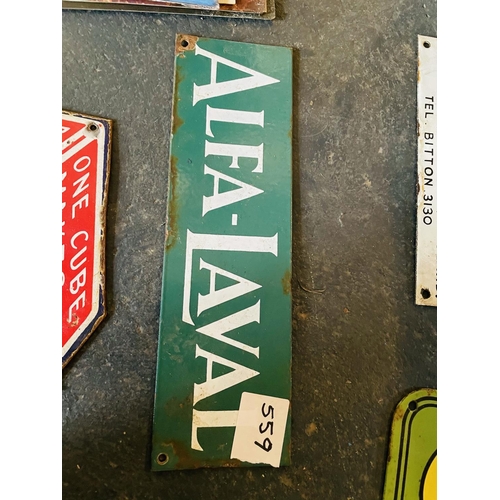 ALFA-LAVAL
559
ONE CUBE
TEL. BITTON 3130